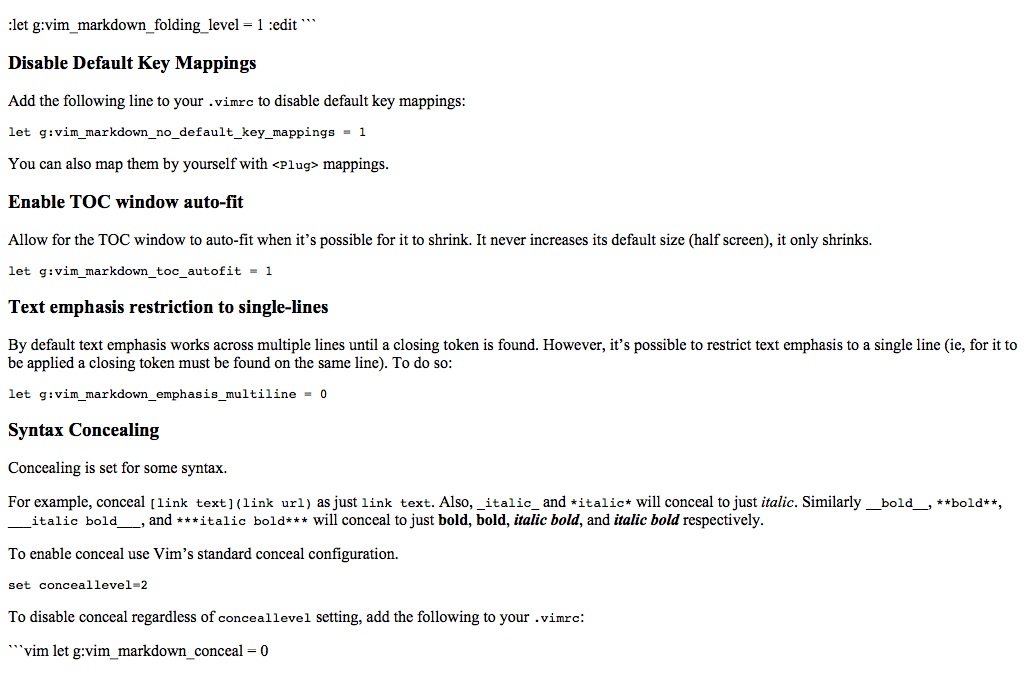 :let g:vim_markdown_folding_level = 1 :edit ```
Disable Default Key Mappings
Add the following line to your .vimrc to disable default key mappings:
let g:vim_markdown_no_default_key_mappings = 1
You can also map them by yourself with <Plug> mappings.
Enable TOC window auto-fit
Allow for the TOC window to auto-fit when it’s possible for it to shrink. It never increases its default size (half screen), it only shrinks.
let g:vim_markdown_toc_autofit = 1
Text emphasis restriction to single-lines
By default text emphasis works across multiple lines until a closing token is found. However, it’s possible to restrict text emphasis to a single line (ie, for it to
be applied a closing token must be found on the same line). To do so:
let g:vim_markdown_emphasis_multiline = 0
Syntax Concealing
Concealing is set for some syntax.
For example, conceal [link text](link url) as just link text. Also, _italic_ and *italic* will conceal to just italic. Similarly __bold__, **bold**,
___italic bold___, and ***italic bold*** will conceal to just bold, bold, italic bold, and italic bold respectively.
To enable conceal use Vim’s standard conceal configuration.
set conceallevel=2
To disable conceal regardless of conceallevel setting, add the following to your .vimrc:
```vim let g:vim_markdown_conceal = 0